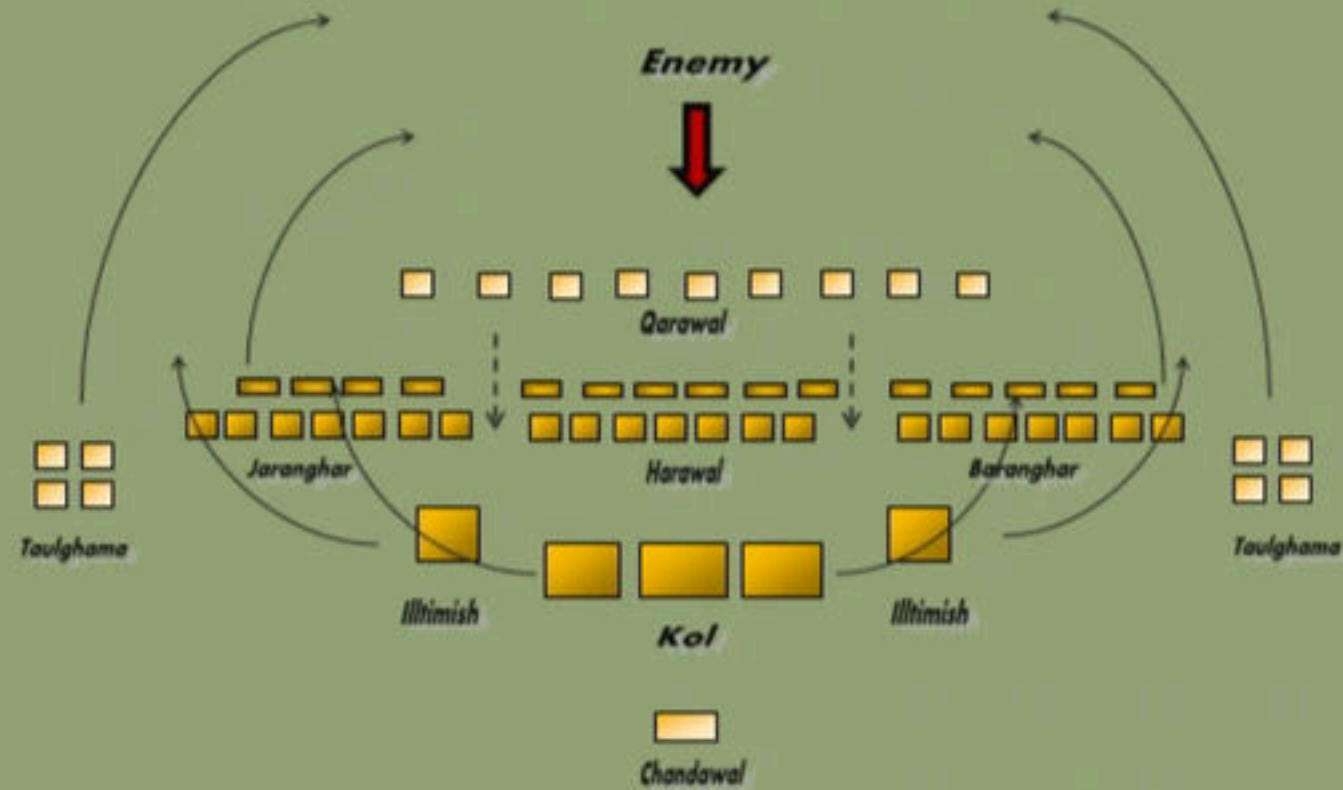 Enemy
Qarawal
Jaranghar
Harawal
Baranghar
Taulghama
Taulghama
Illtimish
Illtimish
Kol
Chandawal